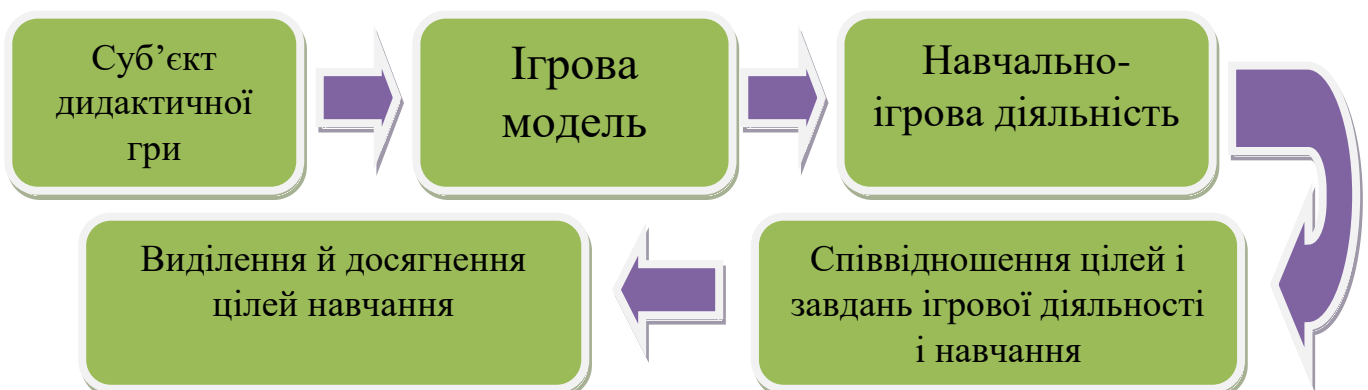 Суб’єкт
дидактичної
гри
Ігрова
модель
Навчально-
ігрова діяльність
Співвідношення цілей і
завдань ігрової діяльності
і навчання
Виділення й досягнення
цілей навчання